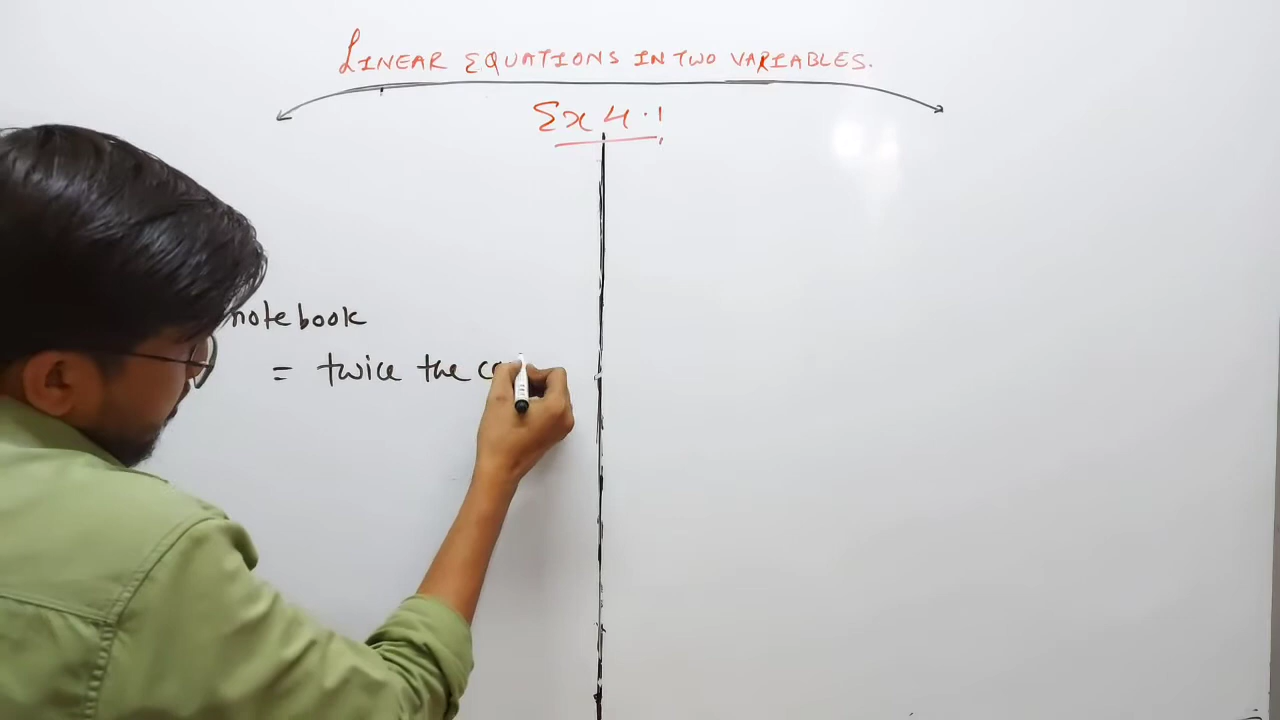 LINEAR EQUATIONS IN TWO VARIABLES.
Ex 4.1
notebook
= twice the